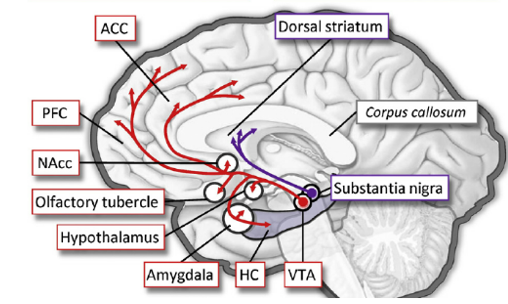 ACC
Dorsal striatum
PFC
Corpus callosum
NAcc
Substantia nigra
Olfactory tubercle
Hypothalamus
Amygdala
HC
VTA